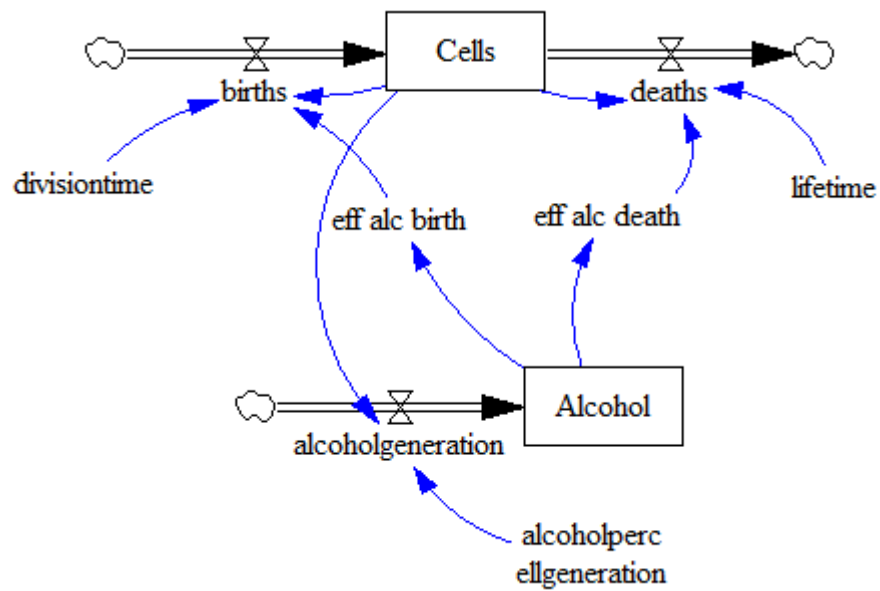 Cells
births
deaths
divisiontime
lifetime
eff alc birth
eff alc death
Alcohol
alcoholgeneration
alcoholperc
ellgeneration